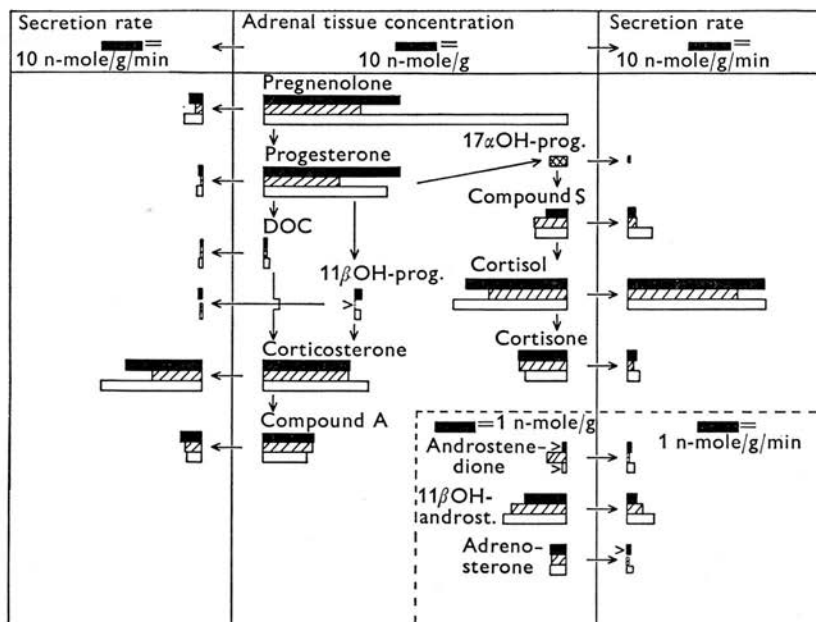 Secretion rate
=
10 n-mole/g/min
Adrenal tissue concentration
=
10 n-mole/g
Secretion rate
=
10 n-mole/g/min
Pregnenolone
17αOH-prog.
Progesterone
Compound S
DOC
11βOH-prog.
>
Cortisol
Corticosterone
Cortisone
Compound A
=1 n-mole/g
=
1 n-mole/g/min
Androstene-
dione
>
>
11βOH-
androst.
Adreno-
sterone
>